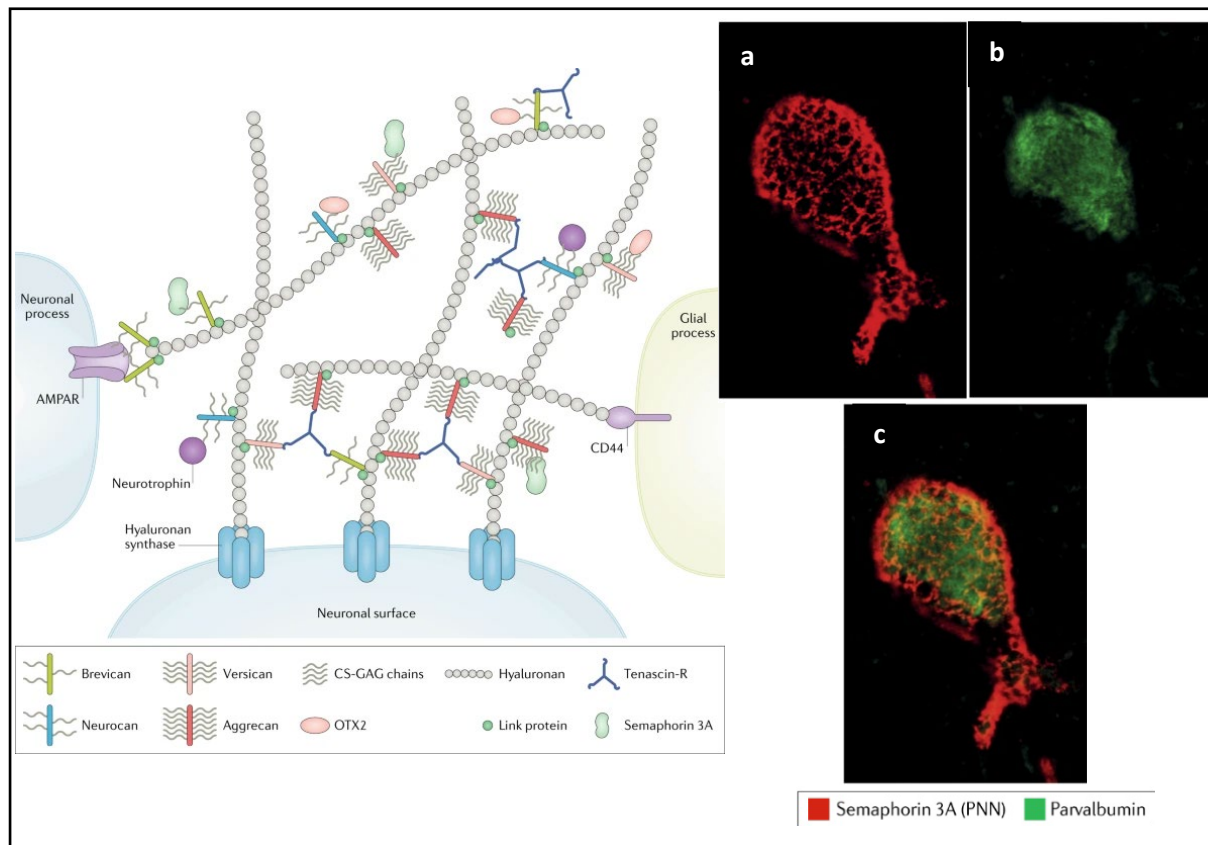 a
b
Neuronal
process
AMPAR
Glial
process
CD44
Neurotrophin
Hyaluronan
synthase
Neuronal surface
c
Brevican
Versican
CS-GAG chains
Hyaluronan
Tenascin-R
Neurocan
Aggrecan
OTX2
Link protein
Semaphorin 3A
Semaphorin 3A (PNN)
Parvalbumin